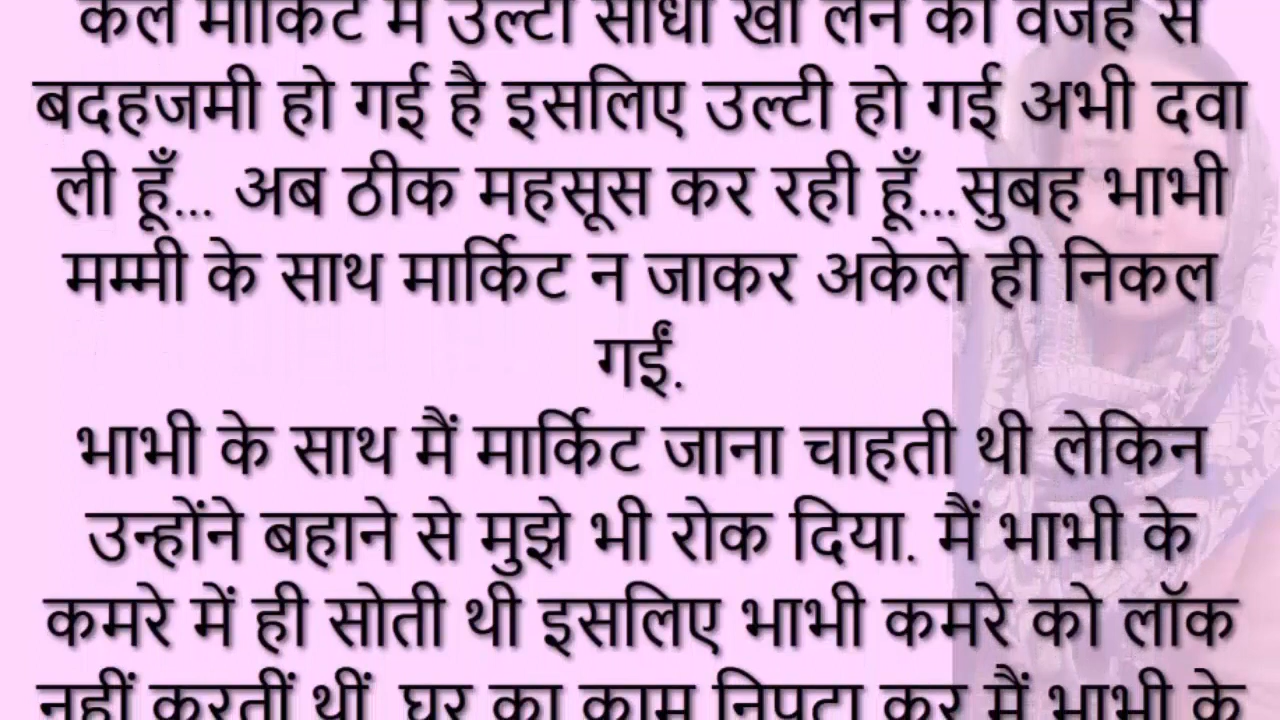 कल मार्किट में उल्टा सीधा खा लेने की वजह से
बदहजमी हो गई है इसलिए उल्टी हो गई अभी दवा
ली हूँ... अब ठीक महसूस कर रही हूँ...सुबह भाभी
मम्मी के साथ मार्किट न जाकर अकेले ही निकल
गईं.
भाभी के साथ मैं मार्किट जाना चाहती थी लेकिन
उन्होंने बहाने से मुझे भी रोक दिया. मैं भाभी के
कमरे में ही सोती थी इसलिए भाभी कमरे को लॉक
नहीं करतीं थीं. घर का काम निपटा कर मैं भाभी के